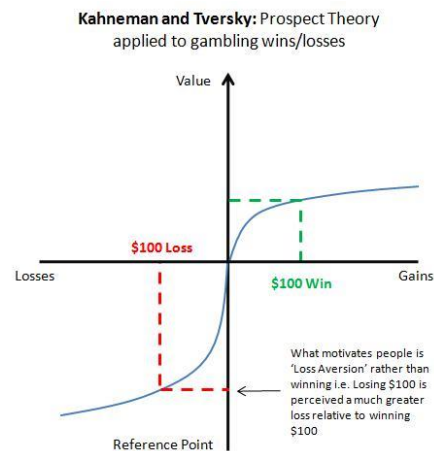 Kahneman and Tversky: Prospect Theory
applied to gambling wins/losses
Value
$100 Loss
Losses
Gains
$100 Win
What motivates people is
‘Loss Aversion’ rather than
winning i.e. Losing $100 is
perceived a much greater
loss relative to winning
$100
Reference Point